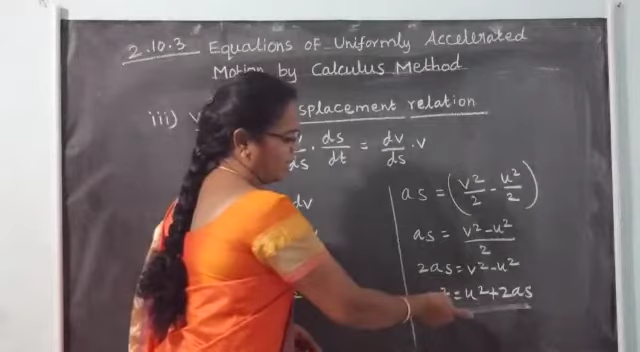 2.10.3 Equations of Uniformly Accelerated
Motion by Calculus Method
iii) splacement relation
ds · ds/dt = dv/ds · v
dv
as = (v²/2 - u²/2)
as = v²-u²/2
2as = v²-u²
= u²+2as